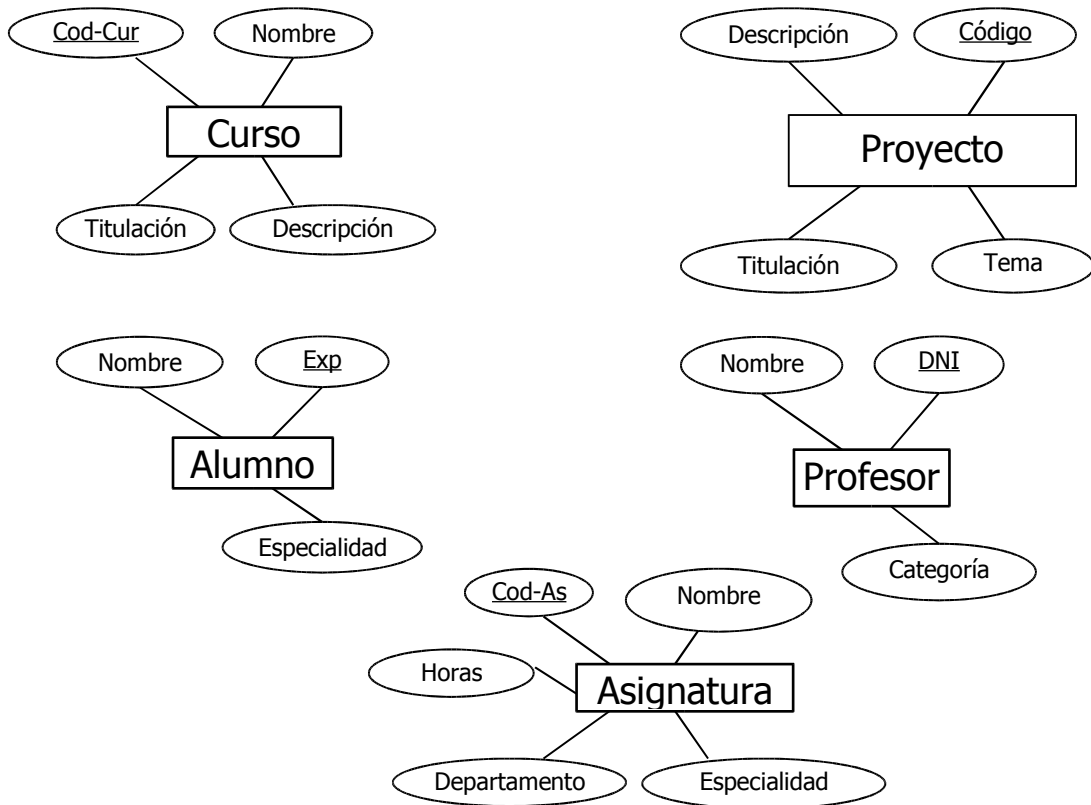 Cod-Cur
Nombre
Curso
Titulación
Descripción
Descripción
Código
Proyecto
Titulación
Tema
Nombre
Exp
Alumno
Especialidad
Nombre
DNI
Profesor
Categoría
Cod-As
Nombre
Horas
Asignatura
Departamento
Especialidad